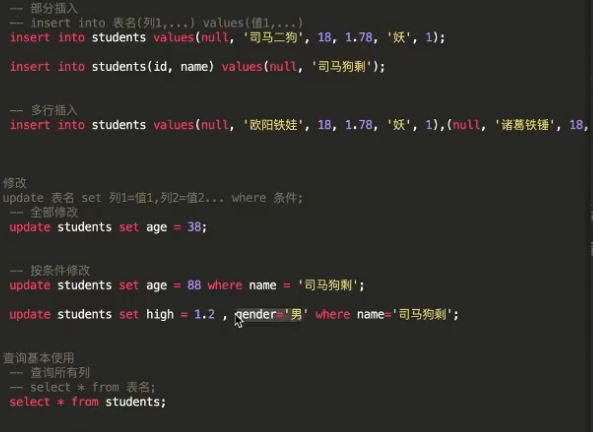 -- 部分插入
-- insert into 表名(列1,...) values(值1,...)
insert into students values(null, '司马二狗', 18, 1.78, '妖', 1);
insert into students(id, name) values(null, '司马狗剩');
-- 多行插入
insert into students values(null, '欧阳铁娃', 18, 1.78, '妖', 1),(null, '诸葛铁锤', 18,
修改
update 表名 set 列1=值1,列2=值2... where 条件;
-- 全部修改
update students set age = 38;
-- 按条件修改
update students set age = 88 where name = '司马狗剩';
update students set high = 1.2 , gender='男' where name='司马狗剩';
查询基本使用
-- 查询所有列
-- select * from 表名;
select * from students;